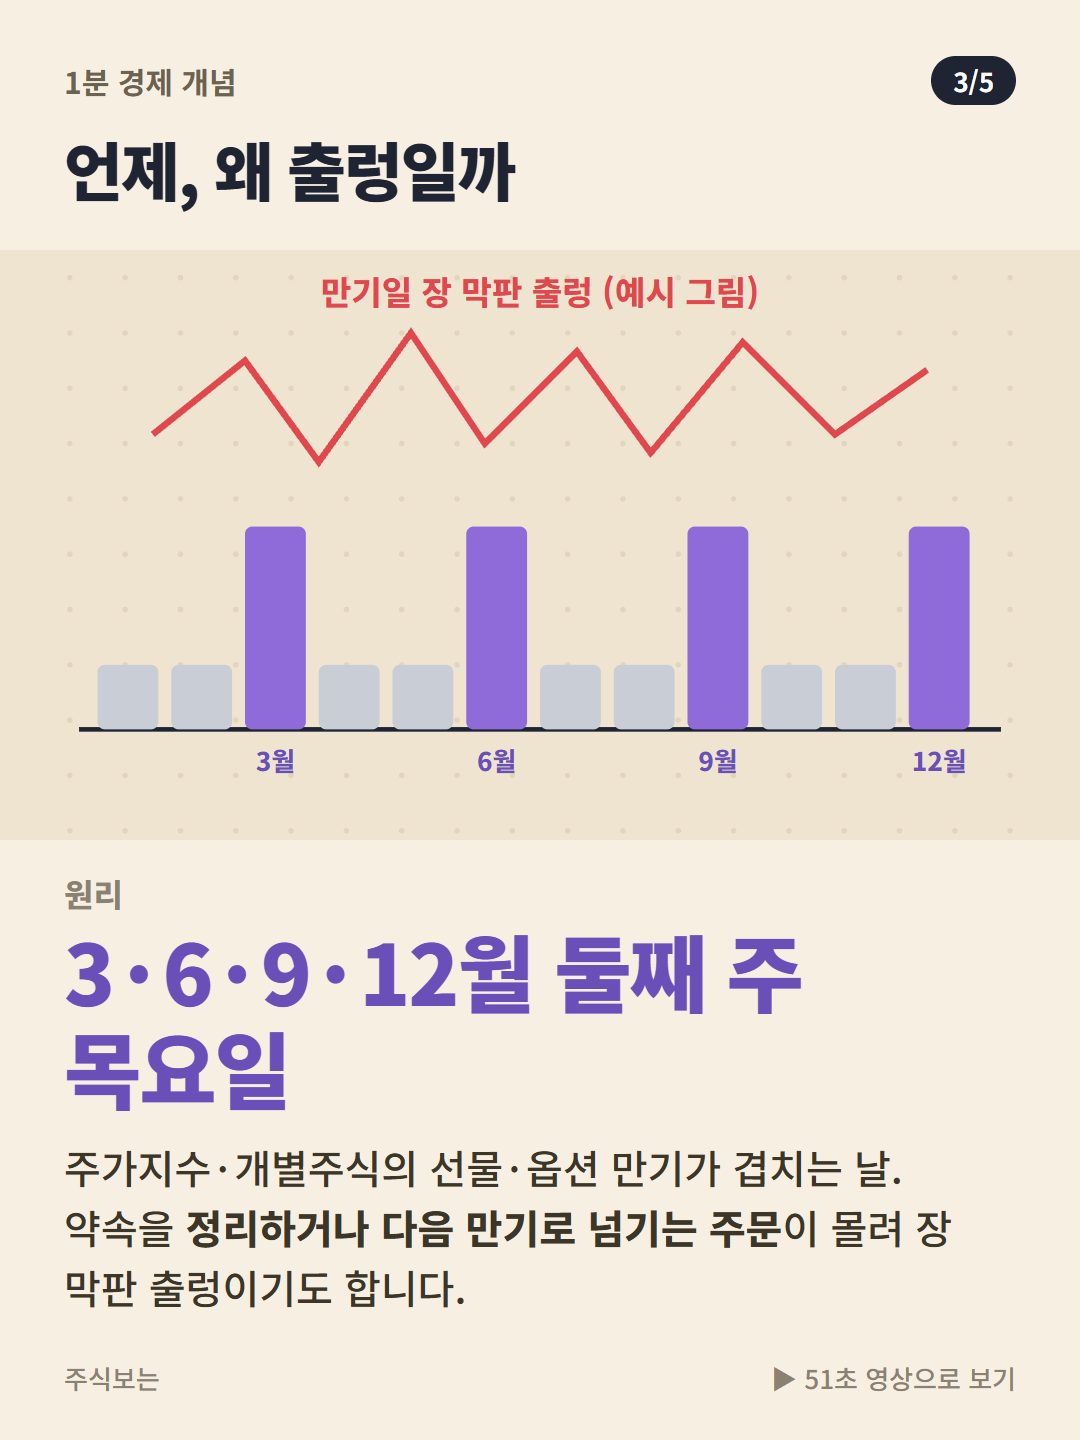 1분 경제 개념
3/5
언제, 왜 출렁일까
만기일 장 막판 출렁 (예시 그림)
3월
6월
9월
12월
원리
3·6·9·12월 둘째 주
목요일
주가지수·개별주식의 선물·옵션 만기가 겹치는 날.
약속을 정리하거나 다음 만기로 넘기는 주문이 몰려 장
막판 출렁이기도 합니다.
주식보는
▶ 51초 영상으로 보기